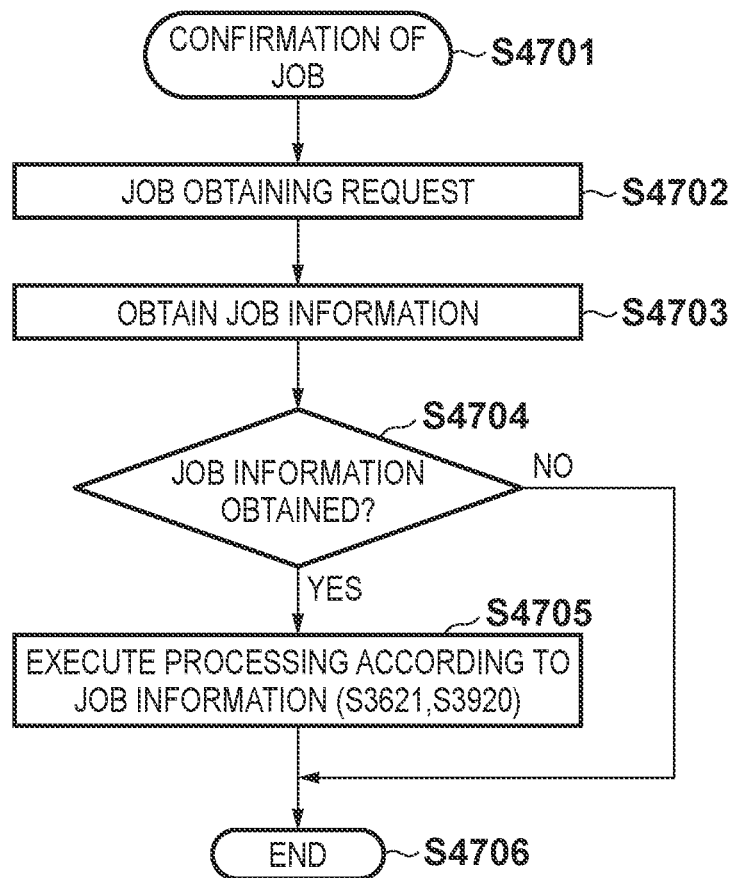 CONFIRMATION OF
JOB
S4701
JOB OBTAINING REQUEST
S4702
OBTAIN JOB INFORMATION
S4703
S4704
JOB INFORMATION
OBTAINED?
NO
YES
S4705
EXECUTE PROCESSING ACCORDING TO
JOB INFORMATION (S3621,S3920)
END
S4706